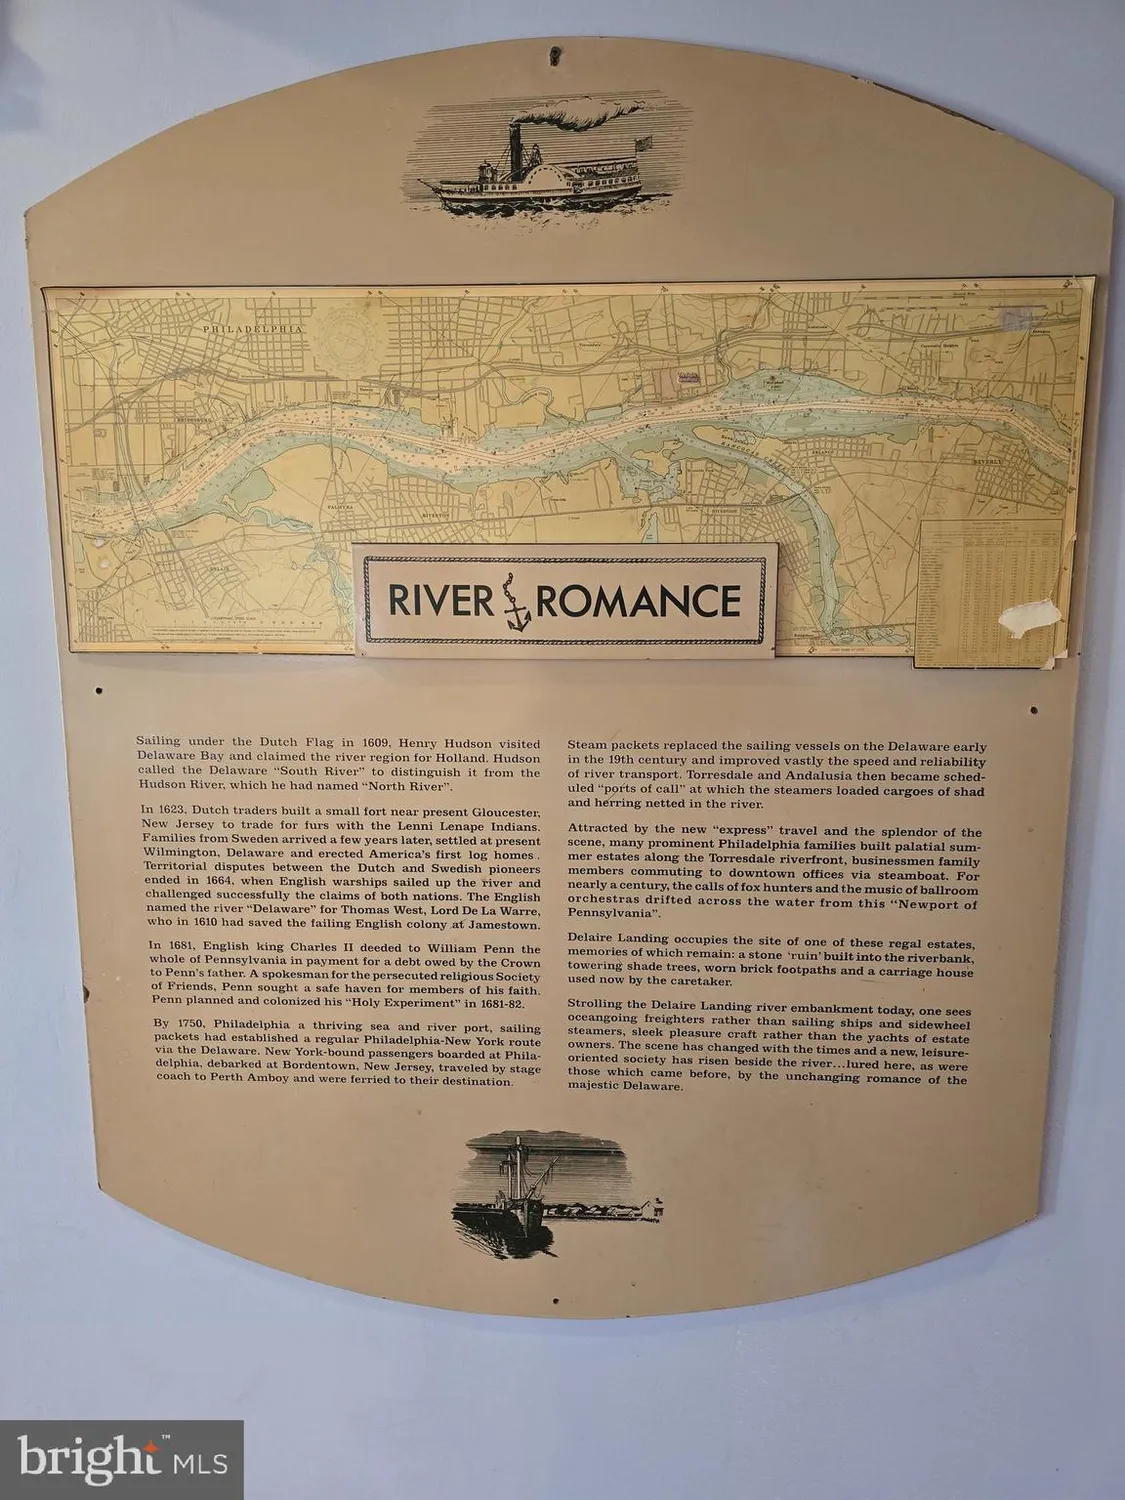 PHILADELPHIA
BRIDESBURG
PALMYRA
RIVERTON
DELANCO
BEVERLY
RANCOCAS CREEK
RIVER ROMANCE
Sailing under the Dutch Flag in 1609, Henry Hudson visited
Delaware Bay and claimed the river region for Holland. Hudson
called the Delaware “South River” to distinguish it from the
Hudson River, which he had named “North River”.
In 1623, Dutch traders built a small fort near present Gloucester,
New Jersey to trade for furs with the Lenni Lenape Indians.
Families from Sweden arrived a few years later, settled at present
Wilmington, Delaware and erected America's first log homes.
Territorial disputes between the Dutch and Swedish pioneers
ended in 1664, when English warships sailed up the river and
challenged successfully the claims of both nations. The English
named the river “Delaware” for Thomas West, Lord De La Warre,
who in 1610 had saved the failing English colony at Jamestown.
In 1681, English king Charles II deeded to William Penn the
whole of Pennsylvania in payment for a debt owed by the Crown
to Penn's father. A spokesman for the persecuted religious Society
of Friends, Penn sought a safe haven for members of his faith.
Penn planned and colonized his “Holy Experiment” in 1681-82.
By 1750, Philadelphia a thriving sea and river port, sailing
packets had established a regular Philadelphia-New York route
via the Delaware. New York-bound passengers boarded at Phila-
delphia, debarked at Bordentown, New Jersey, traveled by stage
coach to Perth Amboy and were ferried to their destination.
Steam packets replaced the sailing vessels on the Delaware early
in the 19th century and improved vastly the speed and reliability
of river transport. Torresdale and Andalusia then became sched-
uled “ports of call” at which the steamers loaded cargoes of shad
and herring netted in the river.
Attracted by the new “express” travel and the splendor of the
scene, many prominent Philadelphia families built palatial sum-
mer estates along the Torresdale riverfront, businessmen family
members commuting to downtown offices via steamboat. For
nearly a century, the calls of fox hunters and the music of ballroom
orchestras drifted across the water from this “Newport of
Pennsylvania”.
Delaire Landing occupies the site of one of these regal estates,
memories of which remain: a stone ‘ruin’ built into the riverbank,
towering shade trees, worn brick footpaths and a carriage house
used now by the caretaker.
Strolling the Delaire Landing river embankment today, one sees
oceangoing freighters rather than sailing ships and sidewheel
steamers, sleek pleasure craft rather than the yachts of estate
owners. The scene has changed with the times and a new, leisure-
oriented society has risen beside the river...lured here, as were
those which came before, by the unchanging romance of the
majestic Delaware.
bright™ MLS